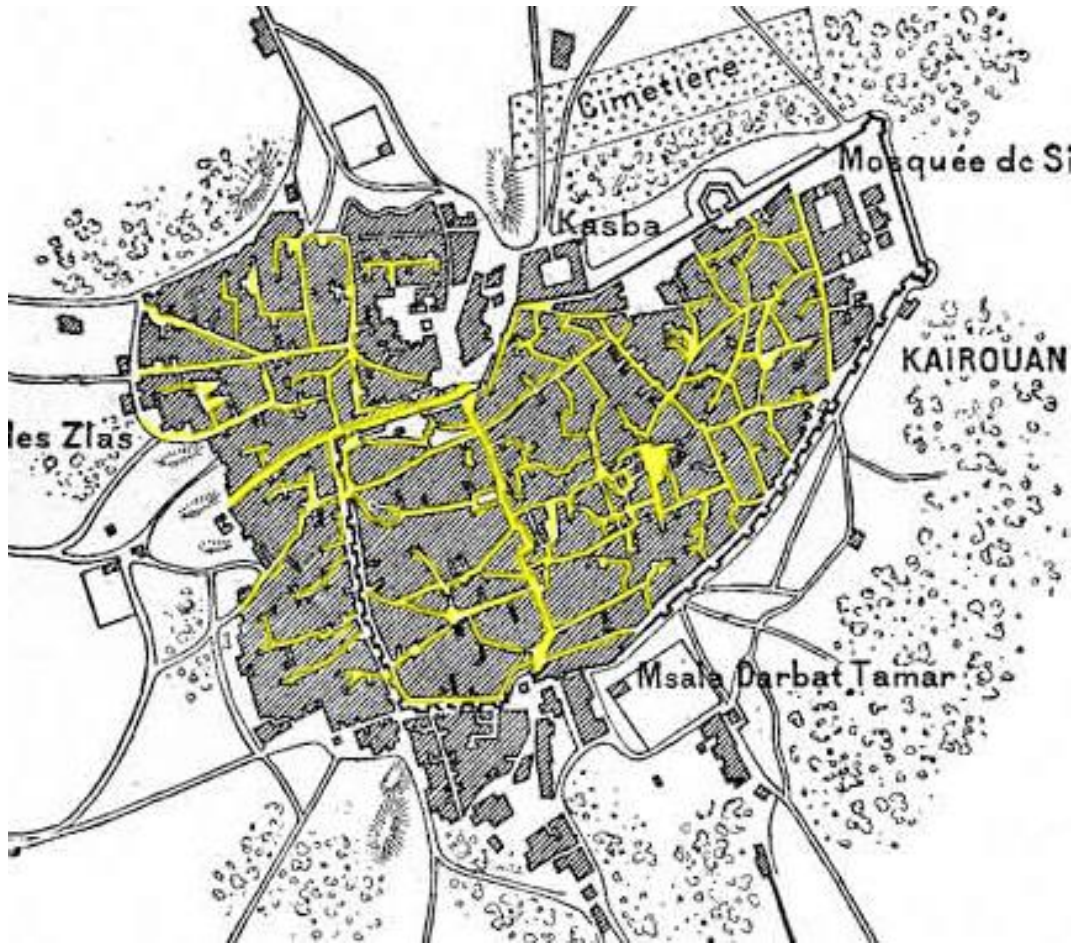 Cimetière
Mosquée de Si
Kasba
KAIROUAN
les Zlas
Msala Darbat Tamar